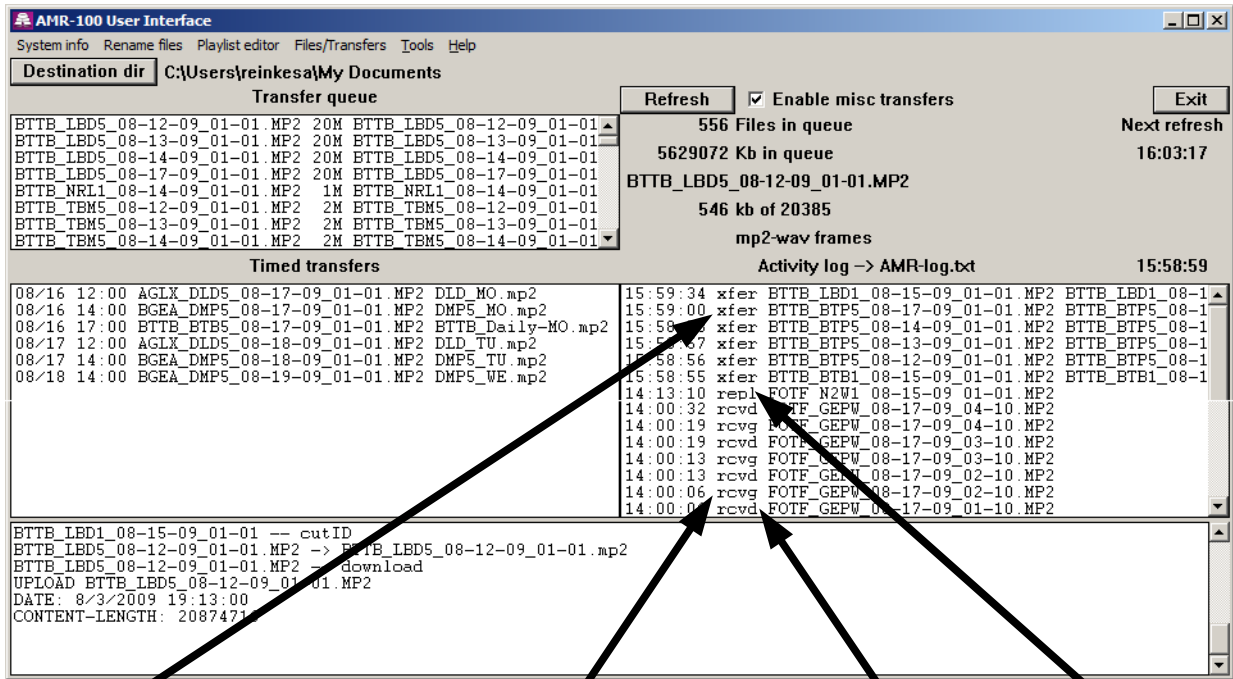 AMR-100 User Interface
System info Rename files Playlist editor Files/Transfers Tools Help
Destination dir C:\Users\reinkesa\My Documents
Transfer queue
Refresh Enable misc transfers Exit
BTTB_LBD5_08-12-09_01-01.MP2 20M BTTB_LBD5_08-12-09_01-01
BTTB_LBD5_08-13-09_01-01.MP2 20M BTTB_LBD5_08-13-09_01-01
BTTB_LBD5_08-14-09_01-01.MP2 20M BTTB_LBD5_08-14-09_01-01
BTTB_LBD5_08-17-09_01-01.MP2 20M BTTB_LBD5_08-17-09_01-01
BTTB_NRL1_08-14-09_01-01.MP2 1M BTTB_NRL1_08-14-09_01-01
BTTB_TBM5_08-12-09_01-01.MP2 2M BTTB_TBM5_08-12-09_01-01
BTTB_TBM5_08-13-09_01-01.MP2 2M BTTB_TBM5_08-13-09_01-01
BTTB_TBM5_08-14-09_01-01.MP2 2M BTTB_TBM5_08-14-09_01-01
556 Files in queue Next refresh
5629072 Kb in queue 16:03:17
BTTB_LBD5_08-12-09_01-01.MP2
546 kb of 20385
mp2-wav frames
Timed transfers
Activity log -> AMR-log.txt 15:58:59
08/16 12:00 AGLX_DLD5_08-17-09_01-01.MP2 DLD_MO.mp2
08/16 14:00 BGEA_DMP5_08-17-09_01-01.MP2 DMP5_MO.mp2
08/16 17:00 BTTB_BTB5_08-17-09_01-01.MP2 BTTB_Daily-MO.mp2
08/17 12:00 AGLX_DLD5_08-18-09_01-01.MP2 DLD_TU.mp2
08/17 14:00 BGEA_DMP5_08-18-09_01-01.MP2 DMP5_TU.mp2
08/18 14:00 BGEA_DMP5_08-19-09_01-01.MP2 DMP5_WE.mp2
15:59:34 xfer BTTB_LBD1_08-15-09_01-01.MP2 BTTB_LBD1_08-1
15:59:00 xfer BTTB_BTP5_08-17-09_01-01.MP2 BTTB_BTP5_08-1
xfer BTTB_BTP5_08-14-09_01-01.MP2 BTTB_BTP5_08-1
xfer BTTB_BTP5_08-13-09_01-01.MP2 BTTB_BTP5_08-1
15:58:56 xfer BTTB_BTP5_08-12-09_01-01.MP2 BTTB_BTP5_08-1
15:58:55 xfer BTTB_BTB1_08-15-09_01-01.MP2 BTTB_BTB1_08-1
14:13:10 repl FOTF_N2W1_08-15-09_01-01.MP2
14:00:32 rcvd FOTF_GEPW_08-17-09_04-10.MP2
14:00:19 rcvg FOTF_GEPW_08-17-09_04-10.MP2
14:00:19 rcvd FOTF_GEPW_08-17-09_03-10.MP2
14:00:13 rcvg FOTF_GEPW_08-17-09_03-10.MP2
14:00:13 rcvd FOTF_GEPW_08-17-09_02-10.MP2
14:00:06 rcvg FOTF_GEPW_08-17-09_02-10.MP2
rcvd FOTF_GEPW_08-17-09_01-10.MP2
BTTB_LBD1_08-15-09_01-01 -- cutID
BTTB_LBD5_08-12-09_01-01.MP2 -> BTTB_LBD5_08-12-09_01-01.mp2
BTTB_LBD5_08-12-09_01-01.MP2 - download
UPLOAD BTTB_LBD5_08-12-09_01-01.MP2
DATE: 8/3/2009 19:13:00
CONTENT-LENGTH: